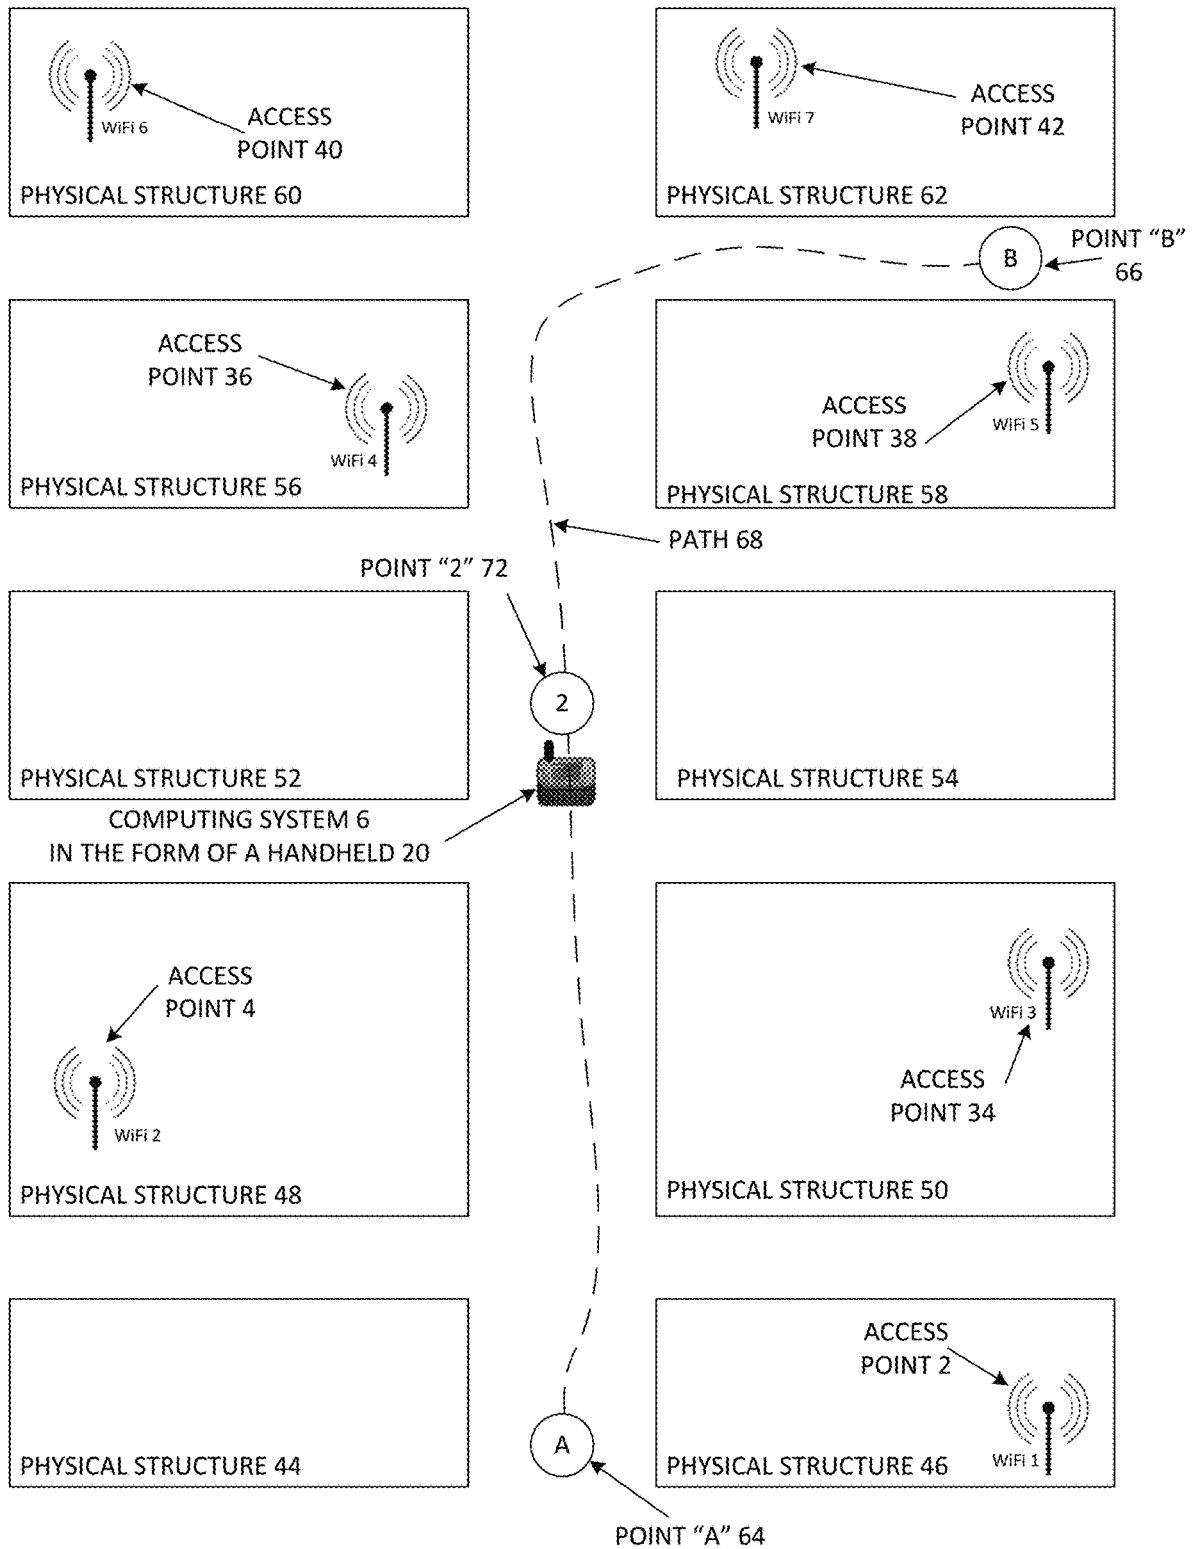 WiFi 6
ACCESS
POINT 40
PHYSICAL STRUCTURE 60
WiFi 7
ACCESS
POINT 42
PHYSICAL STRUCTURE 62
B
POINT “B”
66
ACCESS
POINT 36
WiFi 4
PHYSICAL STRUCTURE 56
ACCESS
POINT 38
WiFi 5
PHYSICAL STRUCTURE 58
PATH 68
POINT “2” 72
2
PHYSICAL STRUCTURE 52
PHYSICAL STRUCTURE 54
COMPUTING SYSTEM 6
IN THE FORM OF A HANDHELD 20
ACCESS
POINT 4
WiFi 2
PHYSICAL STRUCTURE 48
WiFi 3
ACCESS
POINT 34
PHYSICAL STRUCTURE 50
PHYSICAL STRUCTURE 44
A
ACCESS
POINT 2
WiFi 1
PHYSICAL STRUCTURE 46
POINT “A” 64